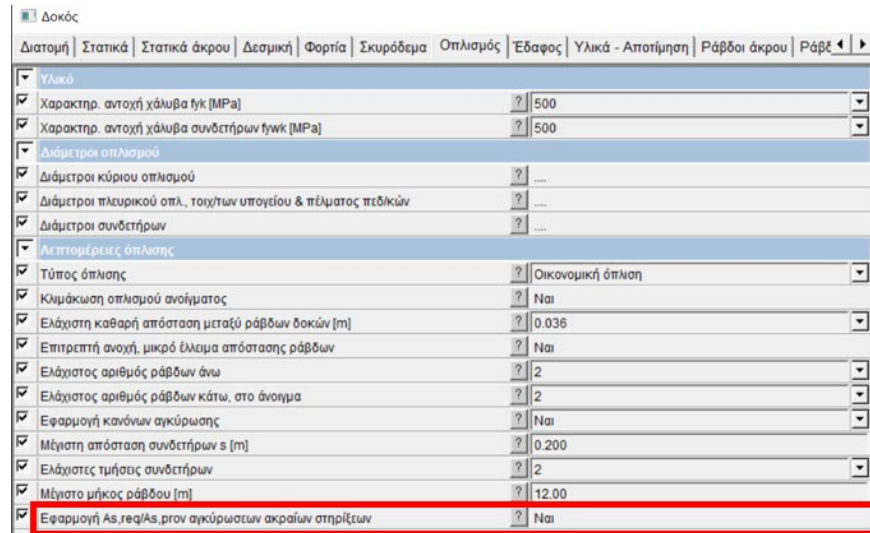 Δοκός
Διατομή Στατικά Στατικά άκρου Δεσμική Φορτία Σκυρόδεμα Οπλισμός Έδαφος Υλικά - Αποτίμηση Ράβδοι άκρου Ράβδ
Υλικό
Χαρακτηρ. αντοχή χάλυβα fyk [MPa] ? 500
Χαρακτηρ. αντοχή χάλυβα συνδετήρων fywk [MPa] ? 500
Διάμετροι οπλισμού
Διάμετροι κύριου οπλισμού ? ....
Διάμετροι πλευρικού οπλ., τοιχ/των υπογείου & πέλματος πεδ/κών ? ....
Διάμετροι συνδετήρων ? ....
Λεπτομέρειες όπλισης
Τύπος όπλισης ? Οικονομική όπλιση
Κλιμάκωση οπλισμού ανοίγματος ? Ναι
Ελάχιστη καθαρή απόσταση μεταξύ ράβδων δοκών [m] ? 0.036
Επιτρεπτή ανοχή, μικρό έλλειμα απόστασης ράβδων ? Ναι
Ελάχιστος αριθμός ράβδων άνω ? 2
Ελάχιστος αριθμός ράβδων κάτω, στο άνοιγμα ? 2
Εφαρμογή κανόνων αγκύρωσης ? Ναι
Μέγιστη απόσταση συνδετήρων s [m] ? 0.200
Ελάχιστες τμήσεις συνδετήρων ? 2
Μέγιστο μήκος ράβδου [m] ? 12.00
Εφαρμογή As,req/As,prov αγκύρωσεων ακραίων στηρίξεων ? Ναι